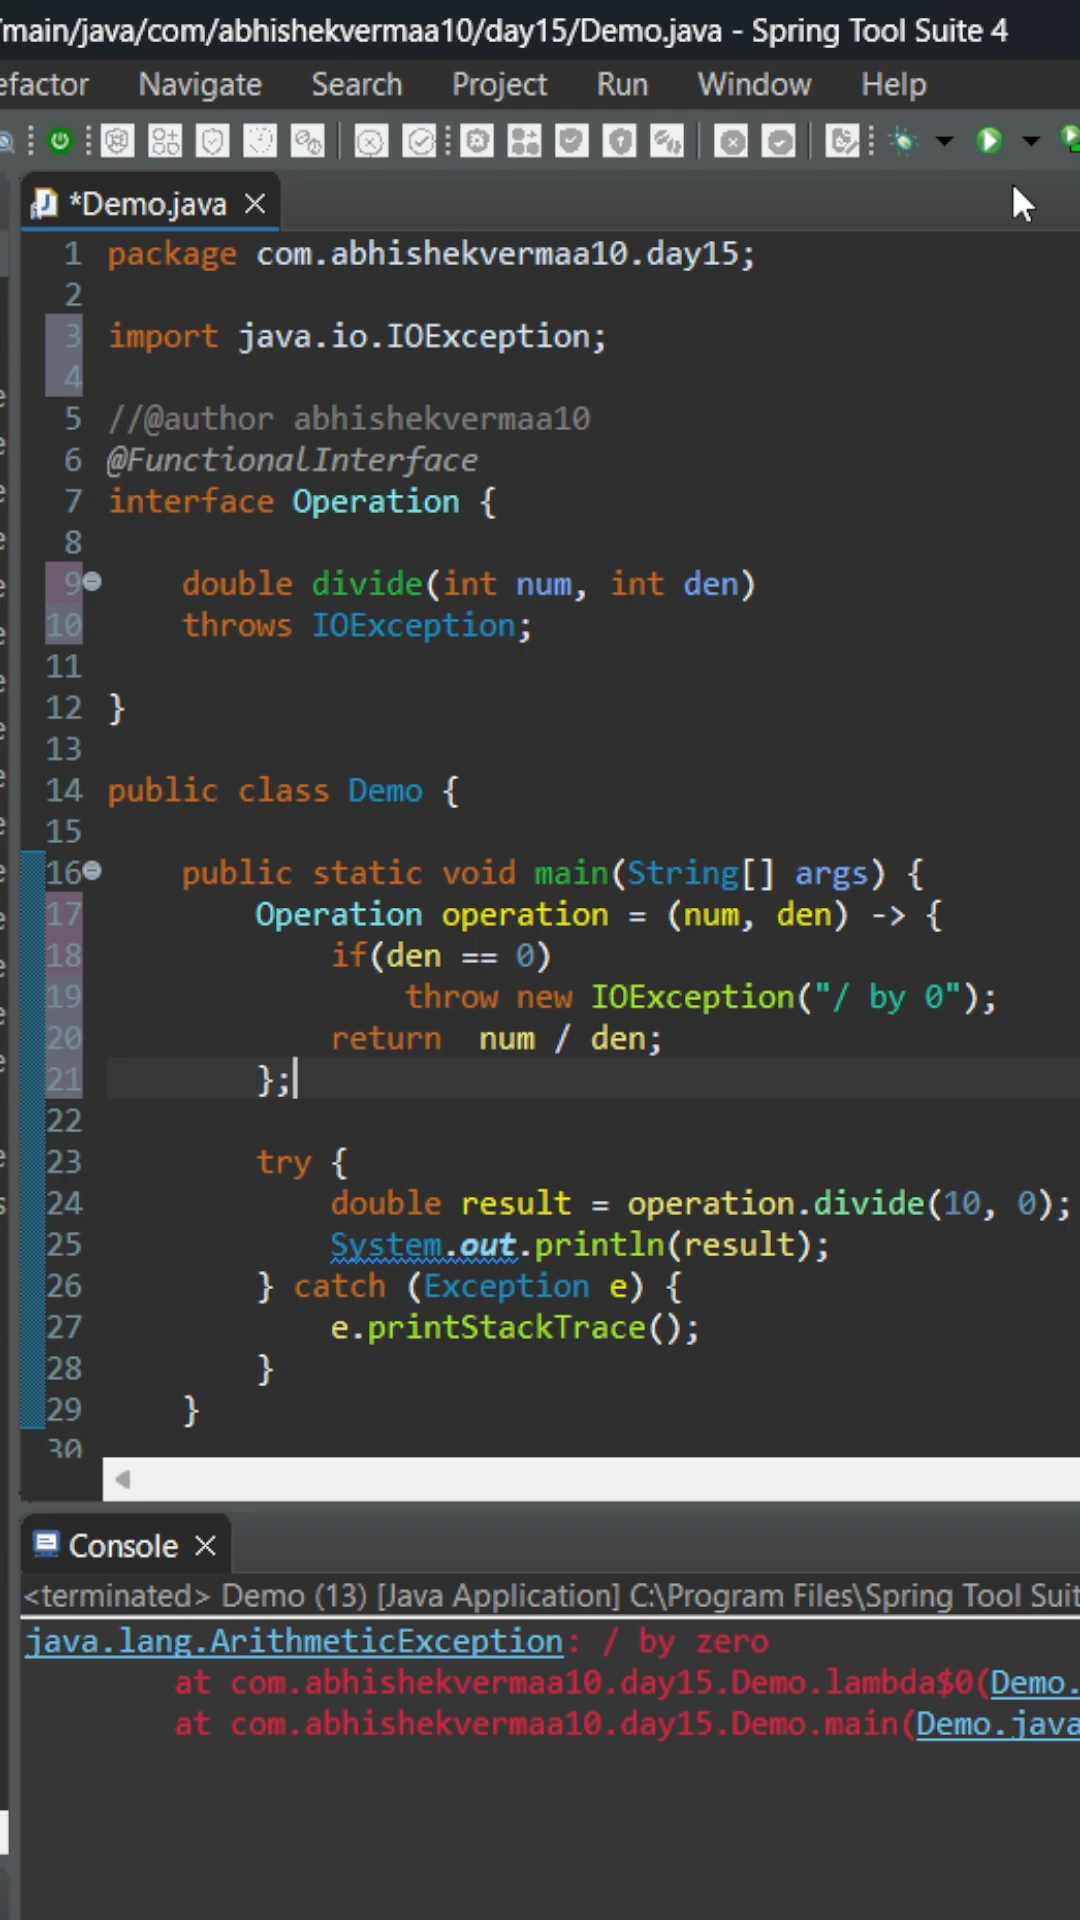 /main/java/com/abhishekvermaa10/day15/Demo.java - Spring Tool Suite 4
efactor Navigate Search Project Run Window Help
*Demo.java
1 package com.abhishekvermaa10.day15;
2
3 import java.io.IOException;
4
5 //@author abhishekvermaa10
6 @FunctionalInterface
7 interface Operation {
8
9 double divide(int num, int den)
10 throws IOException;
11
12 }
13
14 public class Demo {
15
16 public static void main(String[] args) {
17 Operation operation = (num, den) -> {
18 if(den == 0)
19 throw new IOException("/ by 0");
20 return  num / den;
21 };
22
23 try {
24 double result = operation.divide(10, 0);
25 System.out.println(result);
26 } catch (Exception e) {
27 e.printStackTrace();
28 }
29 }
30
Console
<terminated> Demo (13) [Java Application] C:\Program Files\Spring Tool Suit
java.lang.ArithmeticException: / by zero
at com.abhishekvermaa10.day15.Demo.lambda$0(Demo.
at com.abhishekvermaa10.day15.Demo.main(Demo.java